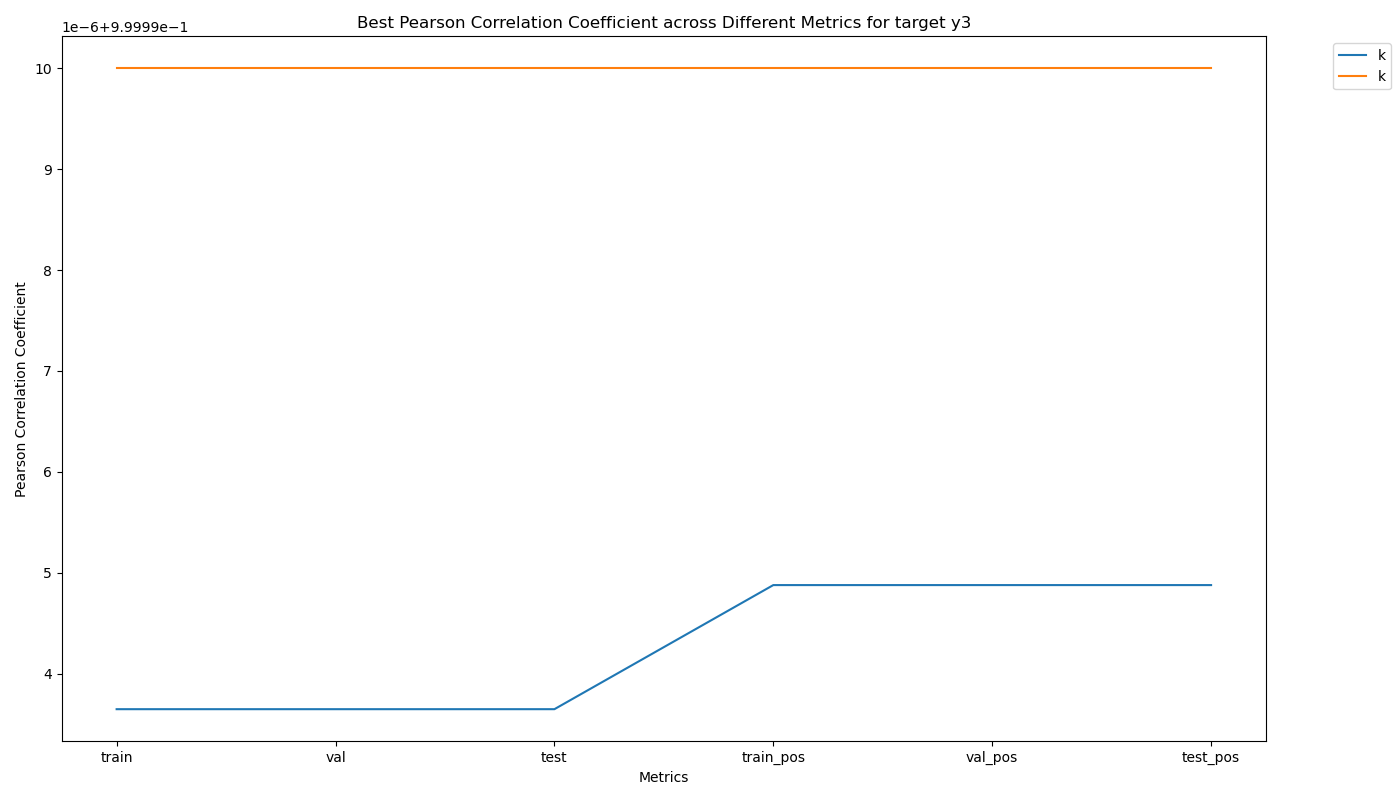 Best Pearson Correlation Coefficient across Different Metrics for target y3
1e−6+9.9999e−1
10
9
8
7
6
5
4
Pearson Correlation Coefficient
train val test train_pos val_pos test_pos
Metrics
k
k